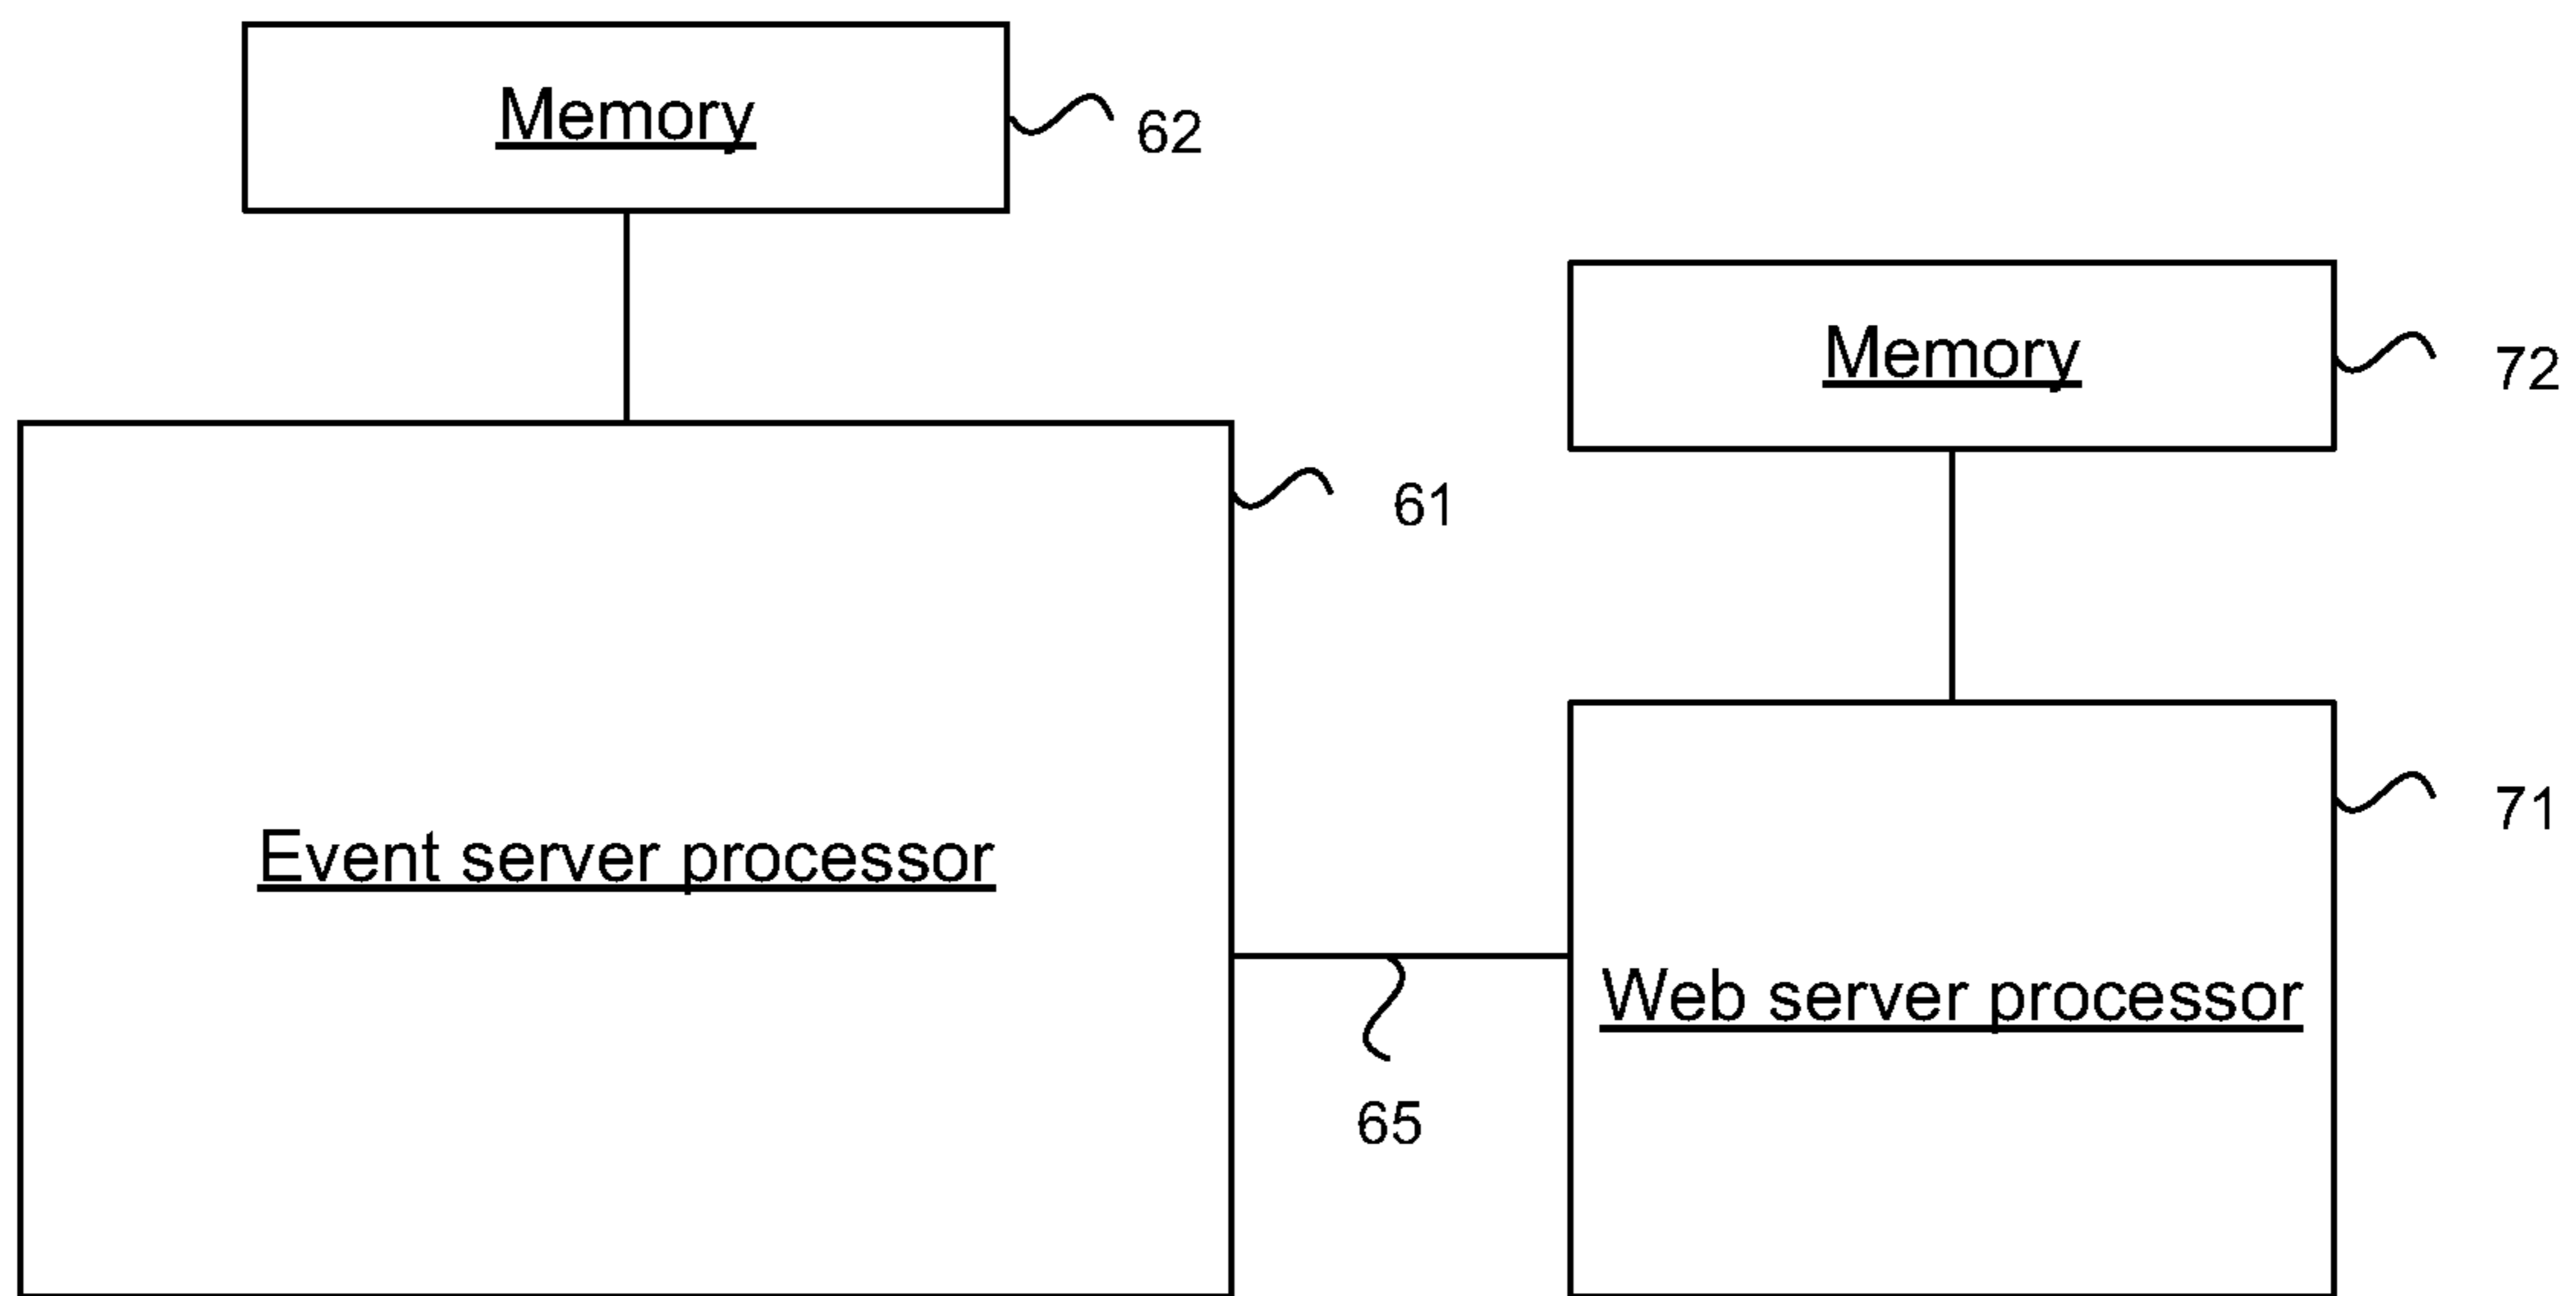 Memory
62
Memory
72
61
Event server processor
71
Web server processor
65